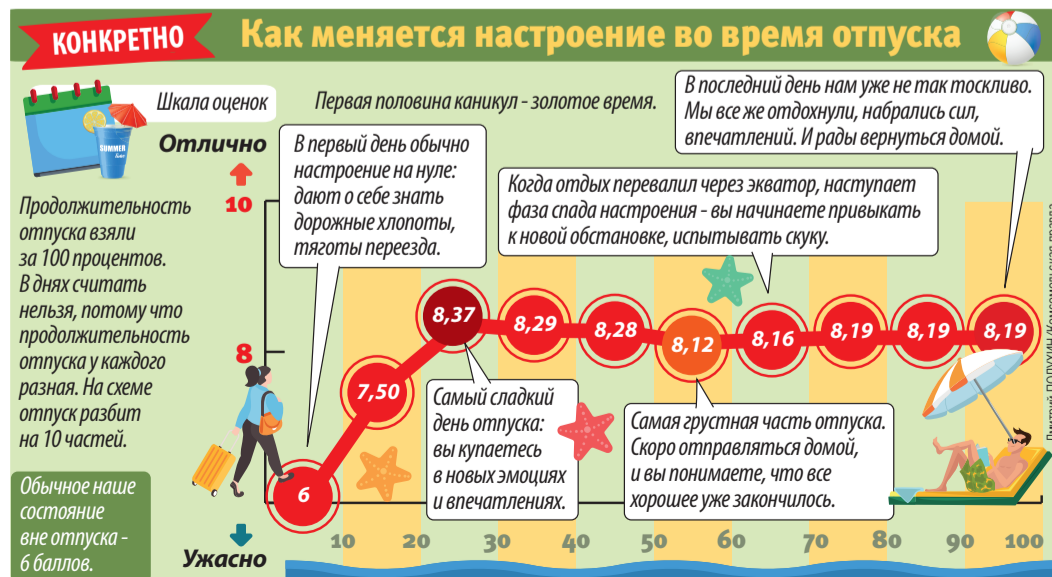 КОНКРЕТНО
Как меняется настроение во время отпуска
Шкала оценок
Отлично
10
8
Ужасно
SUMMER
Продолжительность
отпуска взяли
за 100 процентов.
В днях считать
нельзя, потому что
продолжительность
отпуска у каждого
разная. На схеме
отпуск разбит
на 10 частей.
Обычное наше
состояние
вне отпуска -
6 баллов.
Первая половина каникул - золотое время.
В первый день обычно
настроение на нуле:
дают о себе знать
дорожные хлопоты,
тяготы переезда.
Когда отдых перевалил через экватор, наступает
фаза спада настроения - вы начинаете привыкать
к новой обстановке, испытывать скуку.
В последний день нам уже не так тоскливо.
Мы все же отдохнули, набрались сил,
впечатлений. И рады вернуться домой.
6
7,50
8,37
8,29
8,28
8,12
8,16
8,19
8,19
8,19
Самый сладкий
день отпуска:
вы купаетесь
в новых эмоциях
и впечатлениях.
Самая грустная часть отпуска.
Скоро отправляться домой,
и вы понимаете, что все
хорошее уже закончилось.
10 20 30 40 50 60 70 80 90 100
Дмитрий ПОЛУХИН/Комсомольская правда